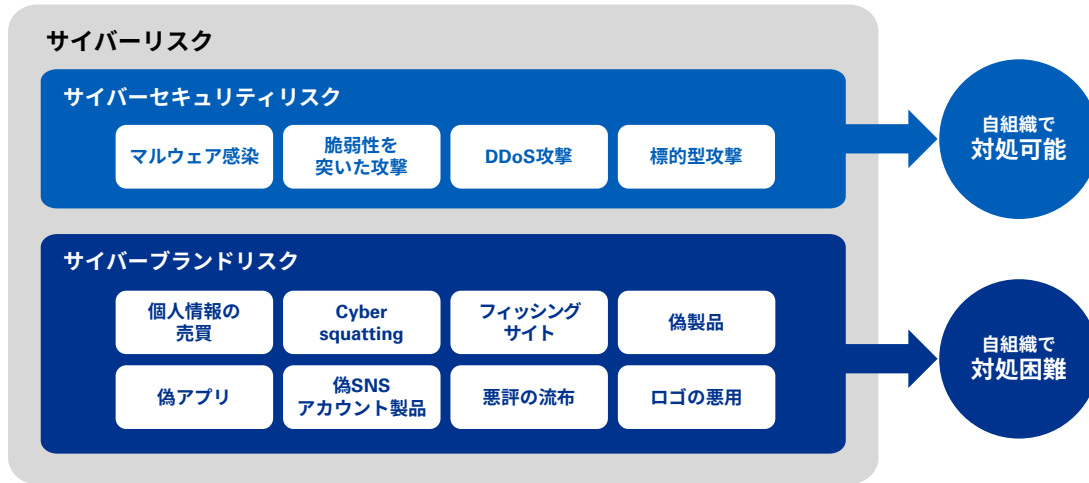 サイバーリスク
サイバーセキュリティリスク
マルウェア感染
脆弱性を
突いた攻撃
DDoS攻撃
標的型攻撃
自組織で
対処可能
サイバーブランドリスク
個人情報の
売買
Cyber
squatting
フィッシング
サイト
偽製品
偽アプリ
偽SNS
アカウント製品
悪評の流布
ロゴの悪用
自組織で
対処困難